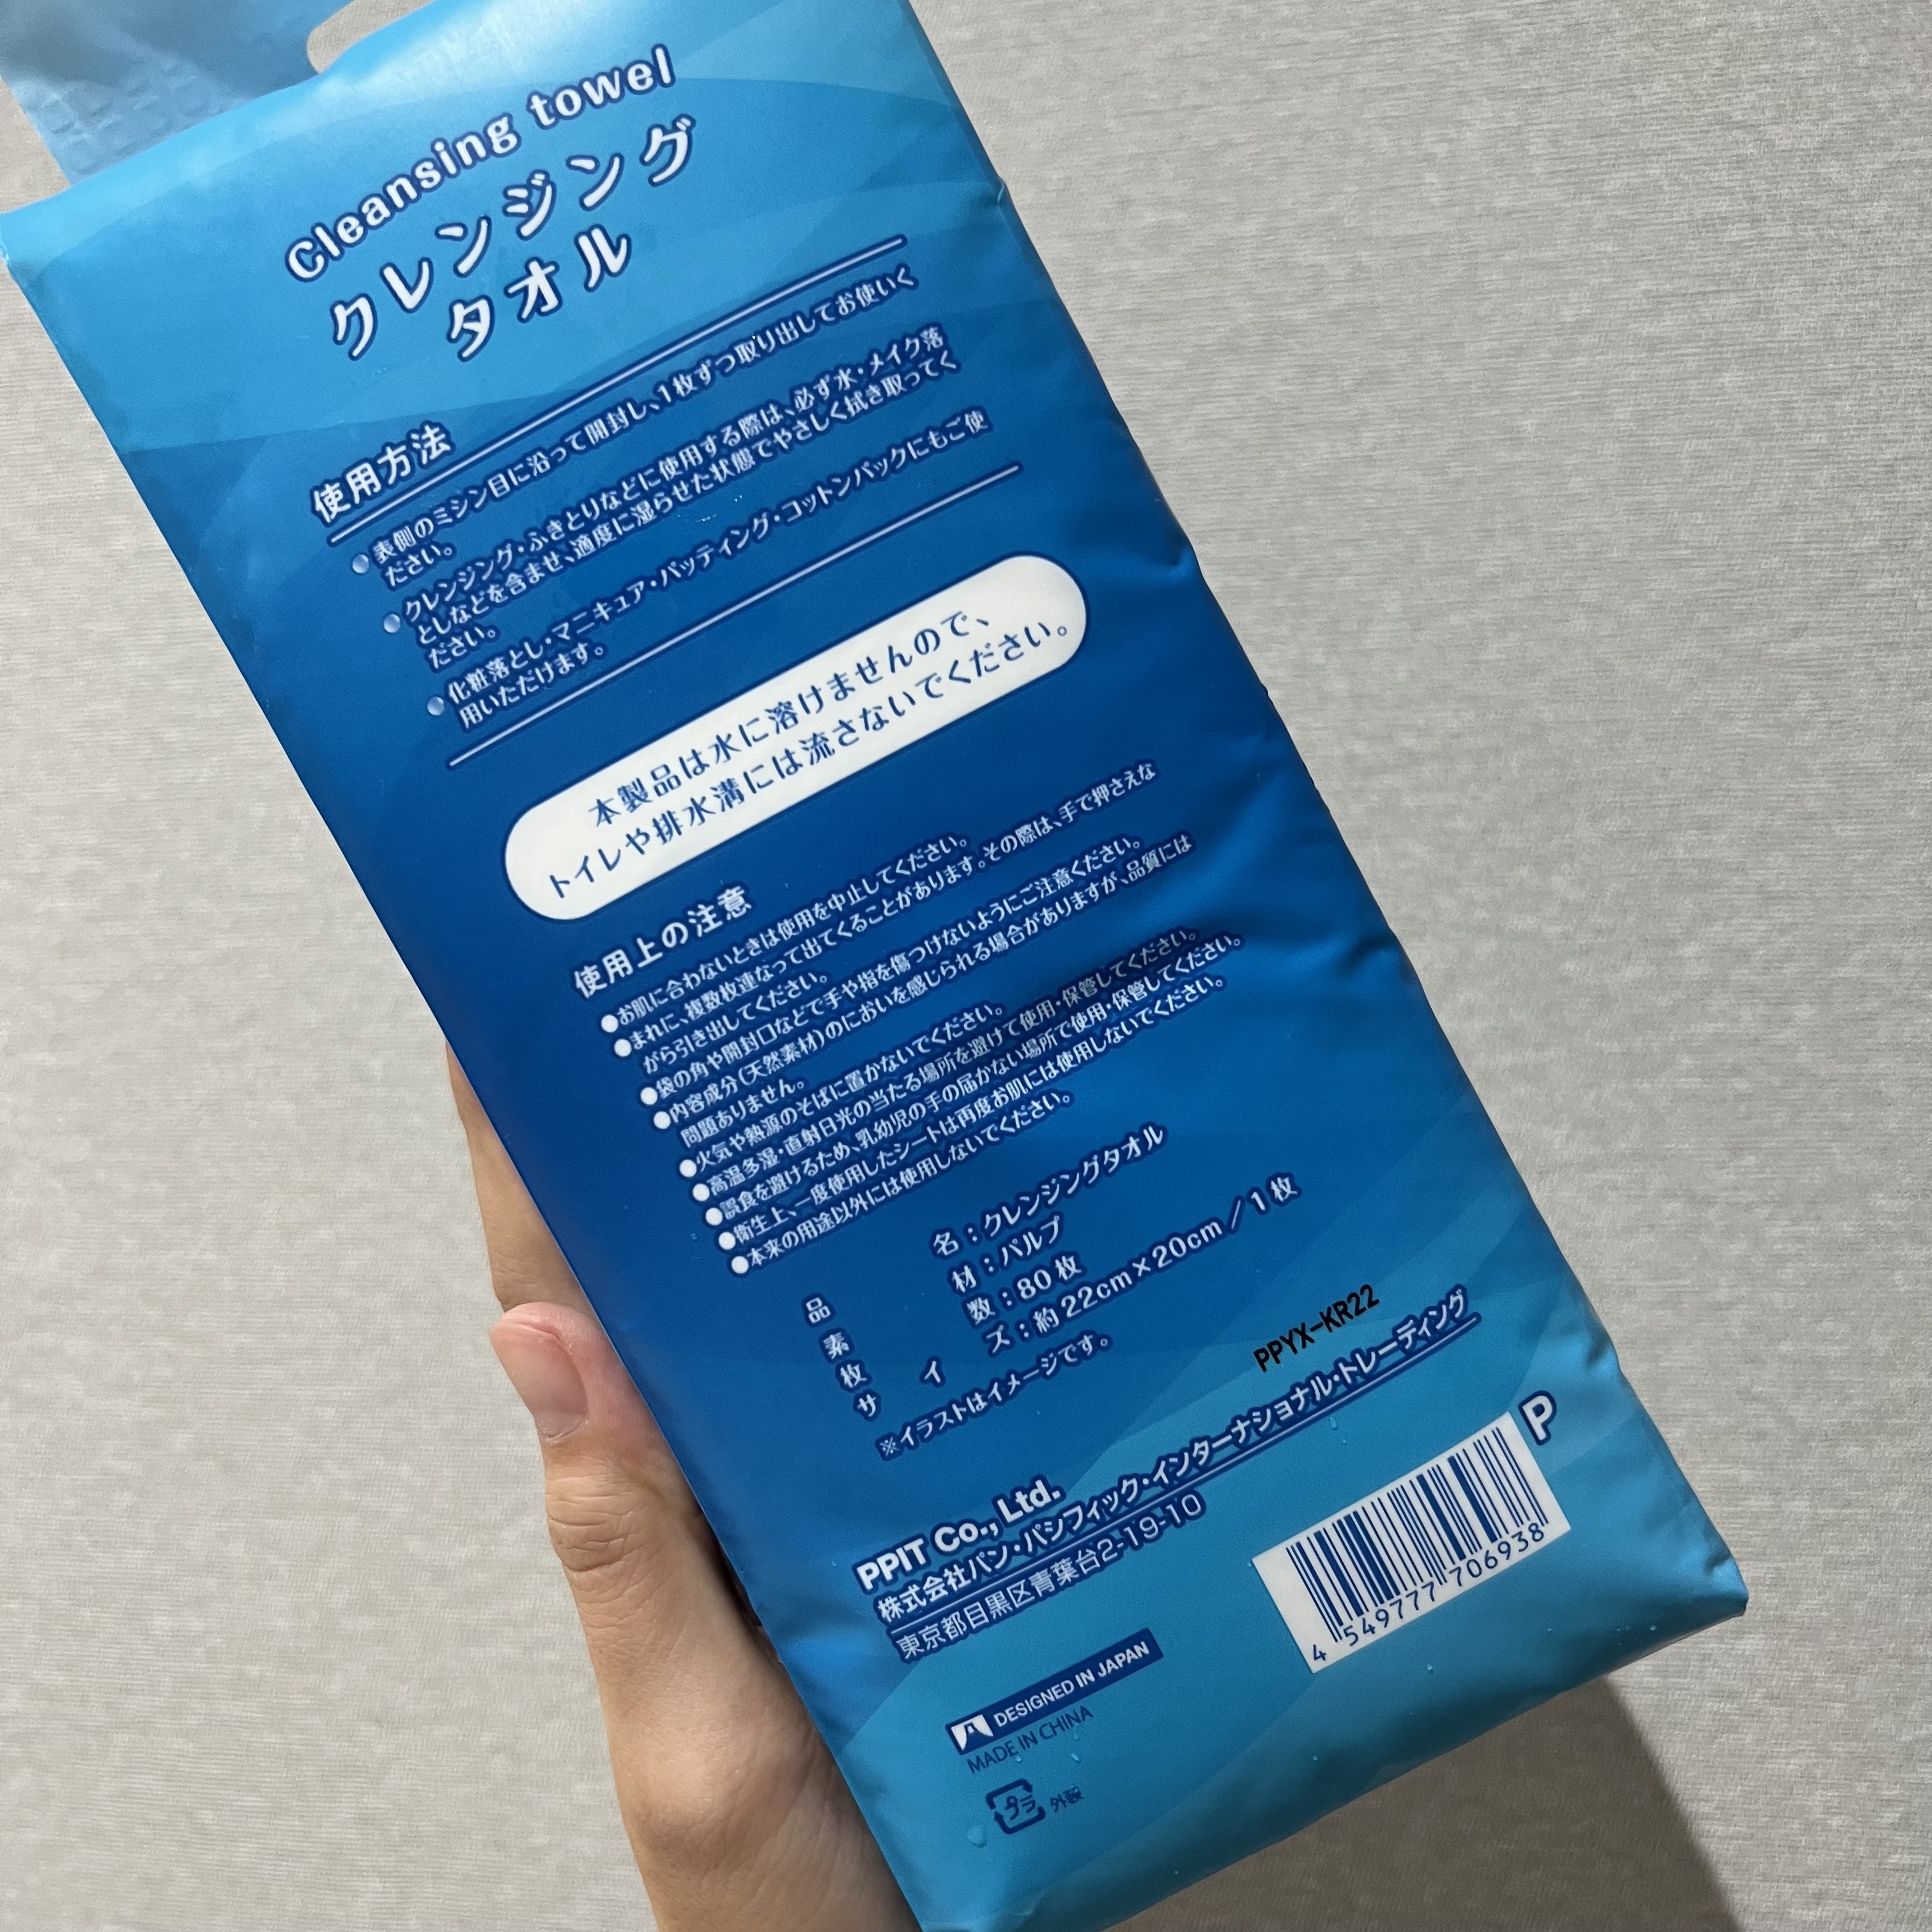 Cleansing towel
クレンジング
タオル
使用方法
●表側のミシン目に沿って開封し、1枚ずつ取り出してお使いく
ださい。
●クレンジング・ふきとりなどに使用する際は、必ず水・メイク落
としなどを含ませ、適度に湿らせた状態でやさしく拭き取ってく
ださい。
●化粧落とし・マニキュア・パッティング・コットンパックにもご使
用いただけます。
本製品は水に溶けませんので、
トイレや排水溝には流さないでください。
使用上の注意
●お肌に合わないときは使用を中止してください。
●まれに、複数枚連なって出てくることがあります。その際は、手で押さえな
がら引き出してください。
●袋の角や開封口などで手や指を傷つけないようにご注意ください。
●内容成分(天然素材)のにおいを感じられる場合がありますが、品質には
問題ありません。
●火気や熱源のそばに置かないでください。
●高温多湿・直射日光の当たる場所を避けて使用・保管してください。
●誤食を避けるため、乳幼児の手の届かない場所で使用・保管してください。
●衛生上、一度使用したシートは再度お肌には使用しないでください。
●本来の用途以外には使用しないでください。
品名：クレンジングタオル
素材：パルプ
枚数：80枚
サイズ：約22cm×20cm／1枚
※イラストはイメージです。
PPYX-KR22
PPIT Co., Ltd.
株式会社パン・パシフィック・インターナショナル・トレーディング
東京都目黒区青葉台2-19-10
P
4 549777 706938
DESIGNED IN JAPAN
MADE IN CHINA
プラ 外装